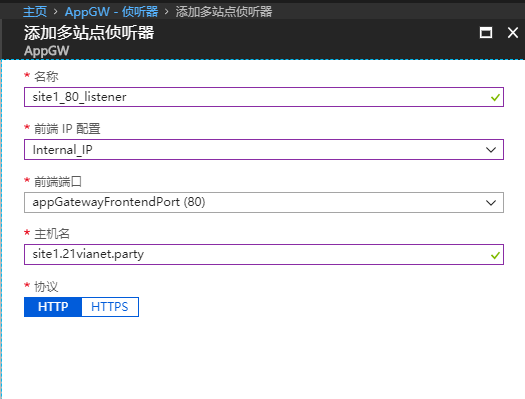 主页 > AppGW - 侦听器 > 添加多站点侦听器
添加多站点侦听器
AppGW
* 名称
site1_80_listener
* 前端 IP 配置
Internal_IP
* 前端端口
appGatewayFrontendPort (80)
* 主机名
site1.21vianet.party
* 协议
HTTP HTTPS